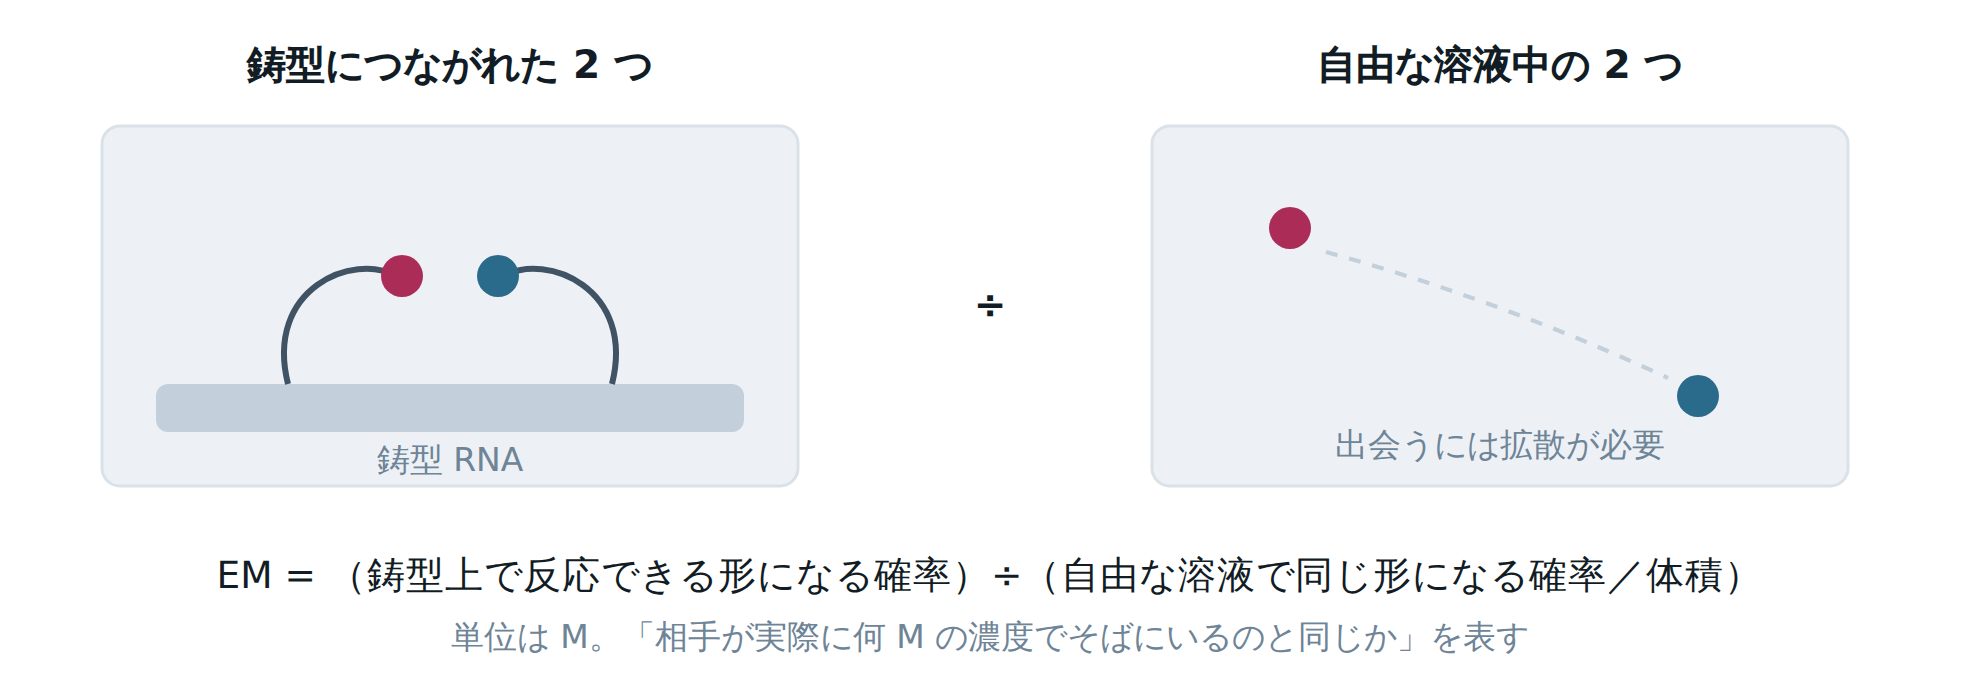 鋳型につながれた 2 つ
自由な溶液中の 2 つ
÷
鋳型 RNA
出会うには拡散が必要
EM = （鋳型上で反応できる形になる確率）÷（自由な溶液で同じ形になる確率／体積）
単位は M。「相手が実際に何 M の濃度でそばにいるのと同じか」を表す